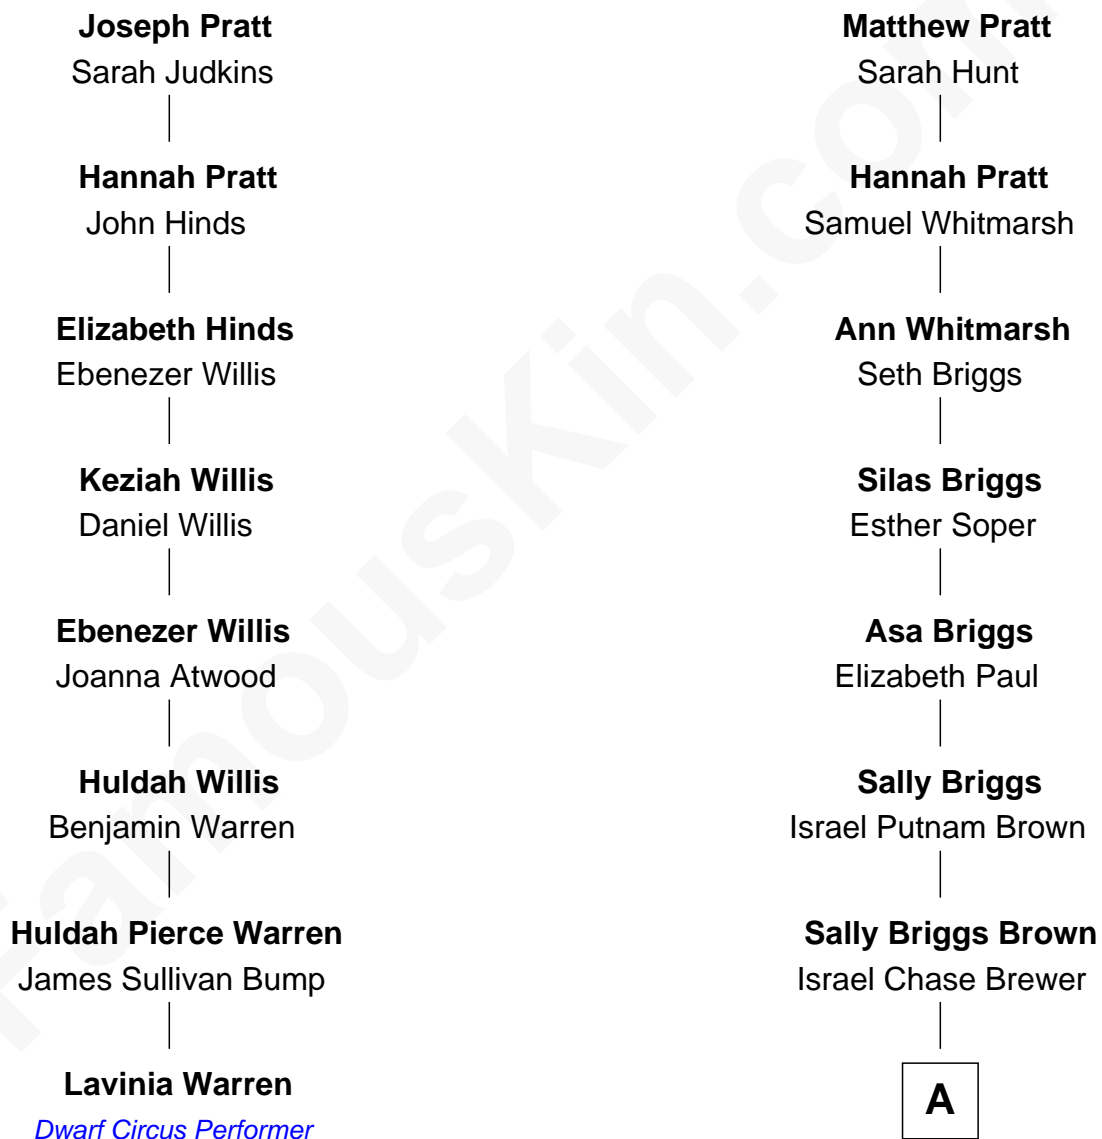 Joseph Pratt
Sarah Judkins
Hannah Pratt
John Hinds
Elizabeth Hinds
Ebenezer Willis
Keziah Willis
Daniel Willis
Ebenezer Willis
Joanna Atwood
Huldah Willis
Benjamin Warren
Huldah Pierce Warren
James Sullivan Bump
Lavinia Warren
Dwarf Circus Performer
Matthew Pratt
Sarah Hunt
Hannah Pratt
Samuel Whitmarsh
Ann Whitmarsh
Seth Briggs
Silas Briggs
Esther Soper
Asa Briggs
Elizabeth Paul
Sally Briggs
Israel Putnam Brown
Sally Briggs Brown
Israel Chase Brewer
A
FamousKin.com